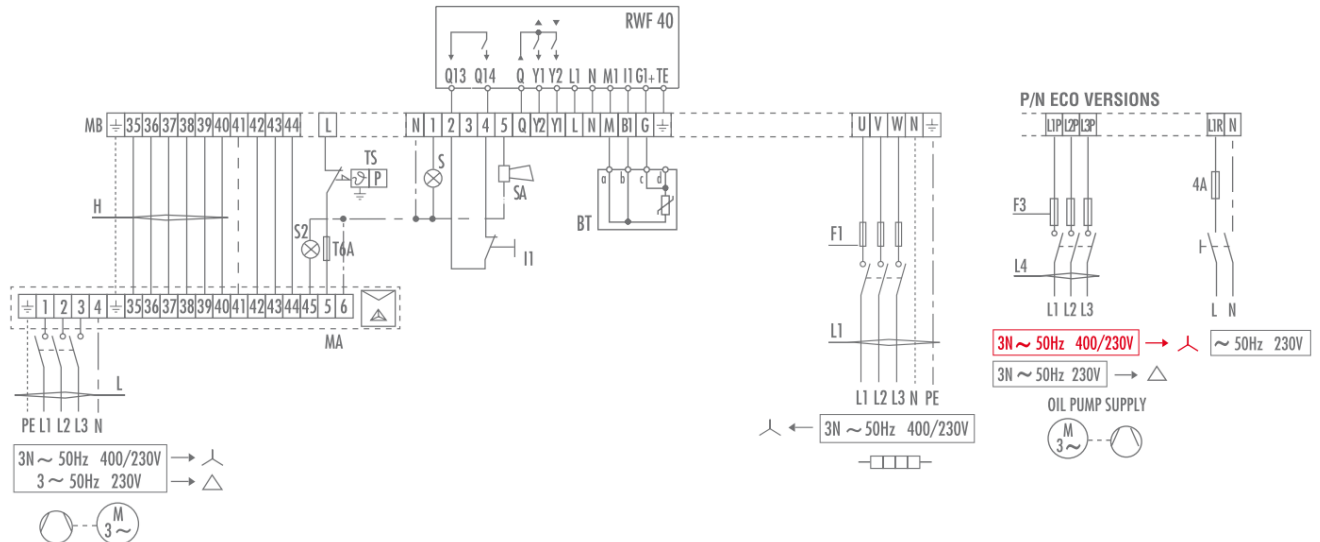 RWF 40
Q13 Q14 Q Y1 Y2 L1 N M1 I1 G1+ TE
P/N ECO VERSIONS
MB 35 36 37 38 39 40 41 42 43 44 L N 1 2 3 4 5 Q Y2 Y1 L N M B1 G U V W N L1P L2P L3P L1R N
TS
P
S
SA
a b c d
4A
H
BT
F3
S2
T6A
F1
I1
L4
35 36 37 38 39 40 41 42 43 44 45 5 6
1 2 3 4
L1 L2 L3 L N
MA
L1
3N ~ 50Hz 400/230V
~ 50Hz 230V
3N ~ 50Hz 230V
L
L1 L2 L3 N PE
OIL PUMP SUPPLY
PE L1 L2 L3 N
3N ~ 50Hz 400/230V
M
3 ~
3N ~ 50Hz 400/230V
3 ~ 50Hz 230V
M
3 ~